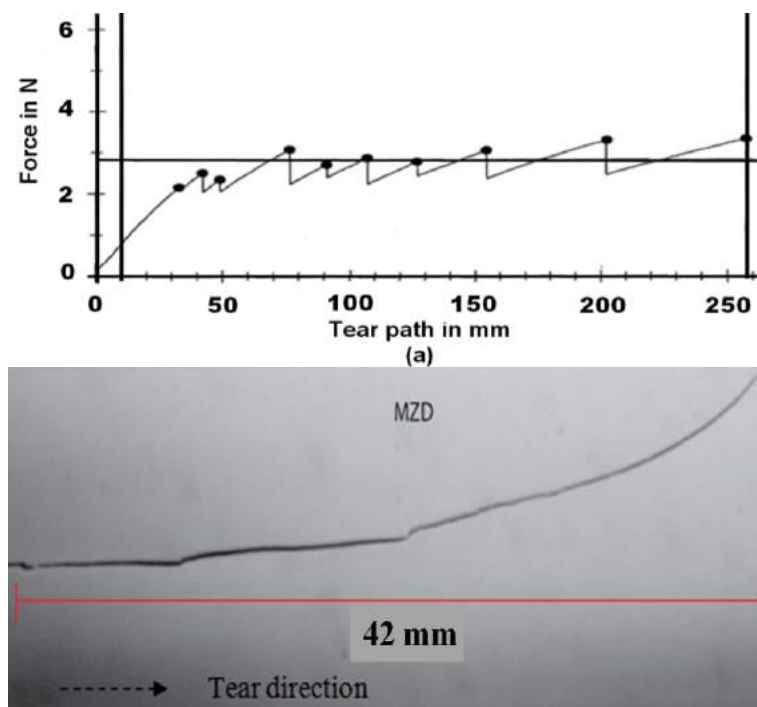 6
4
2
0
Force in N
0 50 100 150 200 250
Tear path in mm
(a)
MZD
42 mm
Tear direction